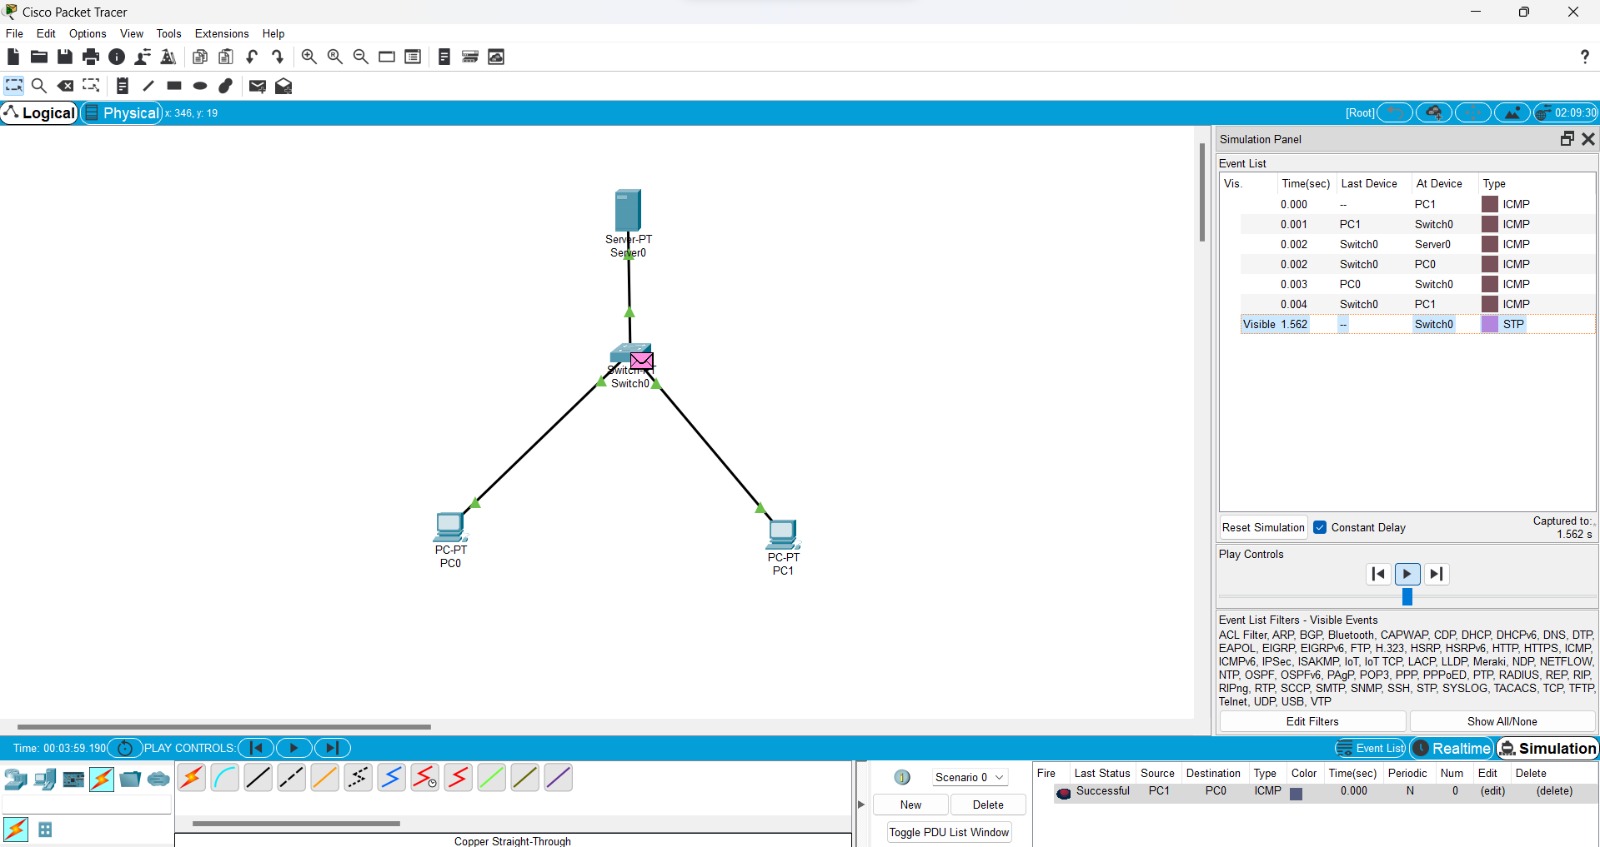 Cisco Packet Tracer
File Edit Options View Tools Extensions Help
?
Logical Physical x: 346, y: 19 [Root] 02:09:30
Simulation Panel
Event List
Vis. Time(sec) Last Device At Device Type
0.000 -- PC1 ICMP
0.001 PC1 Switch0 ICMP
0.002 Switch0 Server0 ICMP
0.002 Switch0 PC0 ICMP
0.003 PC0 Switch0 ICMP
0.004 Switch0 PC1 ICMP
Visible 1.562 -- Switch0 STP
Server-PT
Server0
Switch-PT
Switch0
PC-PT
PC0
PC-PT
PC1
Reset Simulation Constant Delay Captured to:
1.562 s
Play Controls
Event List Filters - Visible Events
ACL Filter, ARP, BGP, Bluetooth, CAPWAP, CDP, DHCP, DHCPv6, DNS, DTP,
EAPOL, EIGRP, EIGRPv6, FTP, H.323, HSRP, HSRPv6, HTTP, HTTPS, ICMP,
ICMPv6, IPSec, ISAKMP, IoT, IoT TCP, LACP, LLDP, Meraki, NDP, NETFLOW,
NTP, OSPF, OSPFv6, PAgP, POP3, PPP, PPPoED, PTP, RADIUS, REP, RIP,
RIPng, RTP, SCCP, SMTP, SNMP, SSH, STP, SYSLOG, TACACS, TCP, TFTP,
Telnet, UDP, USB, VTP
Edit Filters Show All/None
Time: 00:03:59.190 PLAY CONTROLS: Event List Realtime Simulation
Scenario 0
New Delete
Toggle PDU List Window
Fire Last Status Source Destination Type Color Time(sec) Periodic Num Edit Delete
Successful PC1 PC0 ICMP 0.000 N 0 (edit) (delete)
Copper Straight-Through